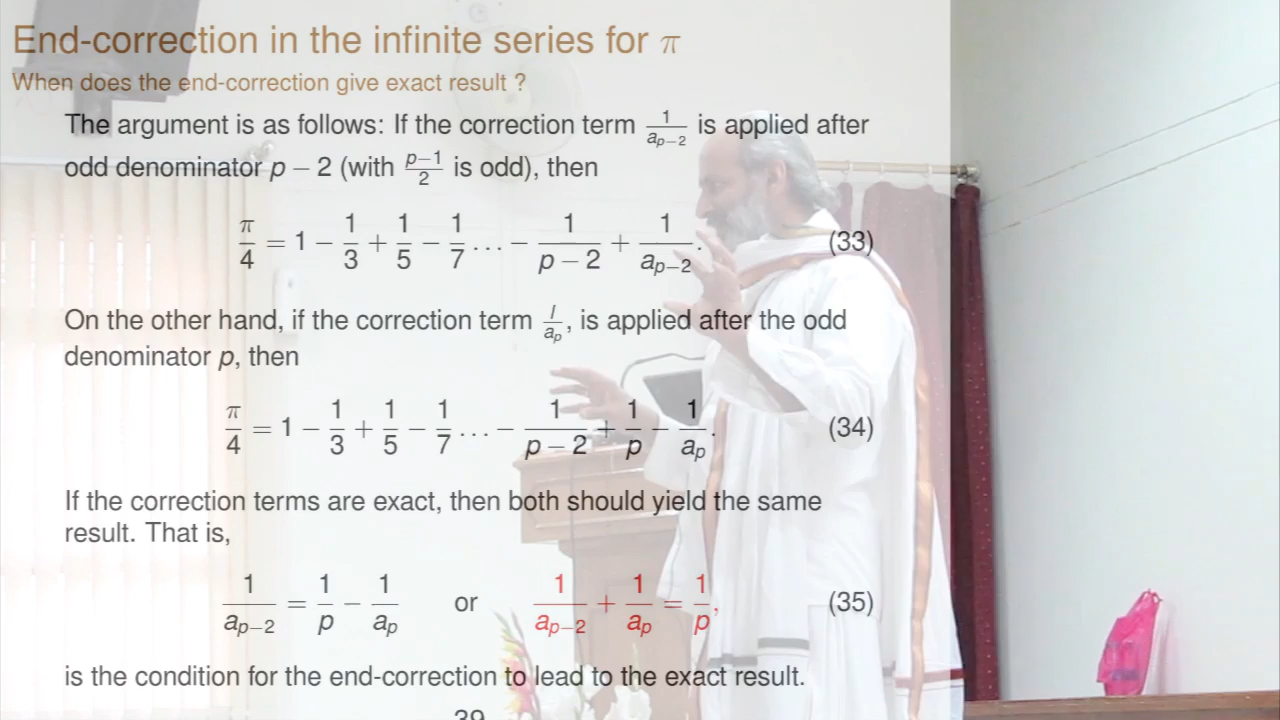 End-correction in the infinite series for π
When does the end-correction give exact result ?
The argument is as follows: If the correction term 1/a_{p−2} is applied after
odd denominator p − 2 (with (p−1)/2 is odd), then
π/4 = 1 − 1/3 + 1/5 − 1/7 ... − 1/(p − 2) + 1/a_{p−2}. (33)
On the other hand, if the correction term l/a_p, is applied after the odd
denominator p, then
π/4 = 1 − 1/3 + 1/5 − 1/7 ... − 1/(p − 2) + 1/p − 1/a_p. (34)
If the correction terms are exact, then both should yield the same
result. That is,
1/a_{p−2} = 1/p − 1/a_p or 1/a_{p−2} + 1/a_p = 1/p, (35)
is the condition for the end-correction to lead to the exact result.
39